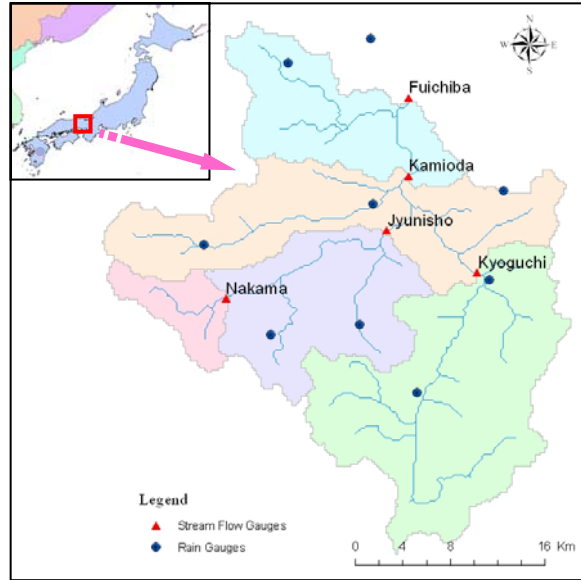 N
W E
S
Fuichiba
Kamioda
Jyunisho
Kyoguchi
Nakama
Legend
Stream Flow Gauges
Rain Gauges
0 4 8 16 Km